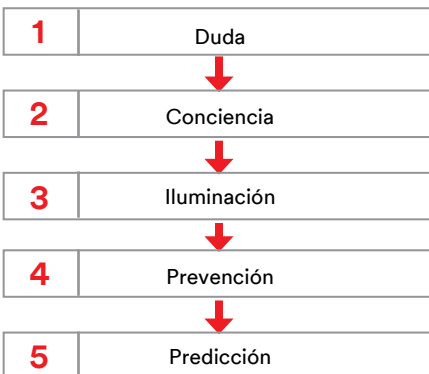 1 Duda
2 Conciencia
3 Iluminación
4 Prevención
5 Predicción